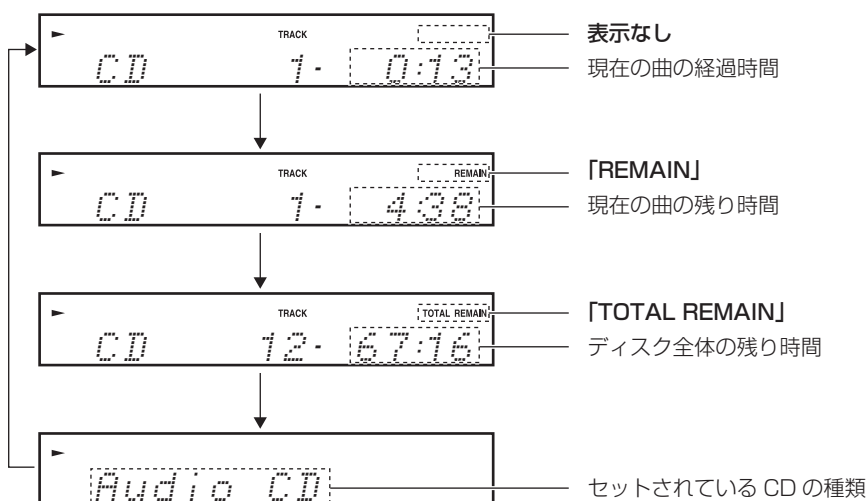 TRACK
表示なし
CD 1- 0:13
現在の曲の経過時間
TRACK REMAIN
「REMAIN」
CD 1- 4:38
現在の曲の残り時間
TRACK TOTAL REMAIN
「TOTAL REMAIN」
CD 12- 67:16
ディスク全体の残り時間
Audio CD
セットされている CD の種類